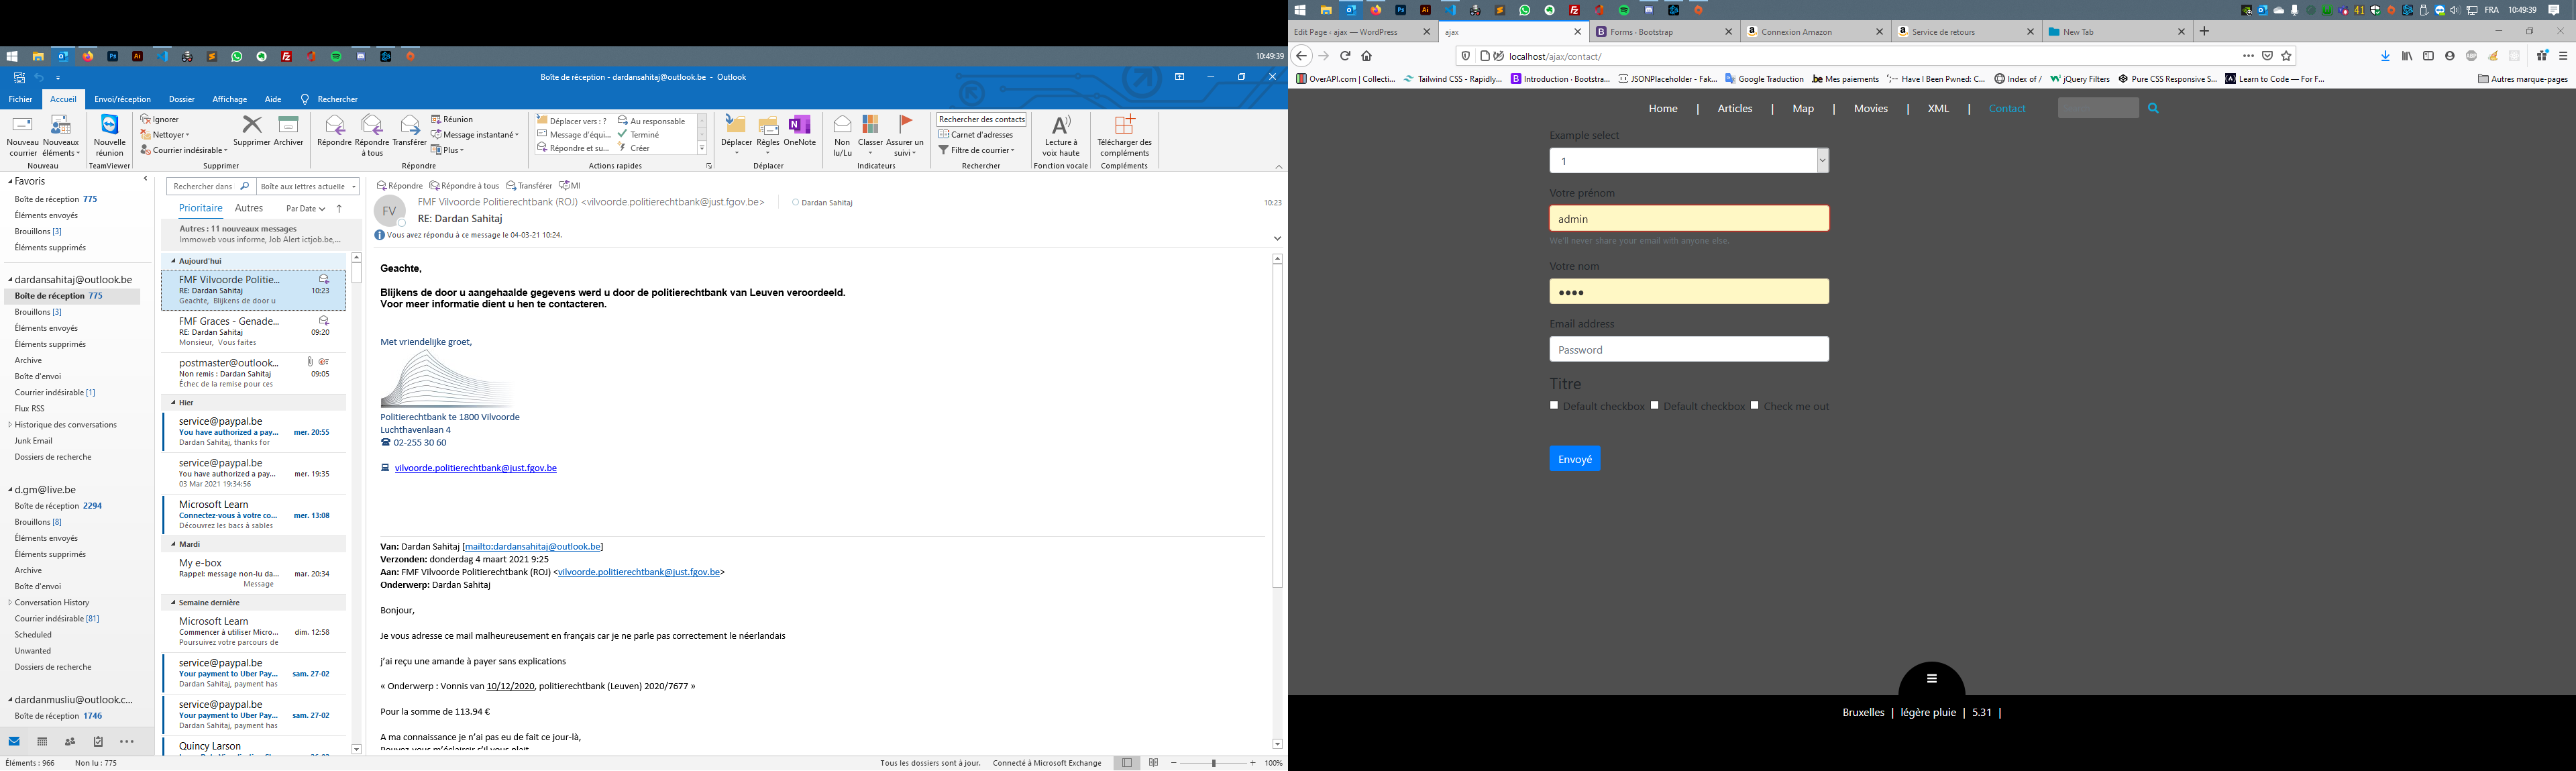 10:49:39
Boîte de réception - dardansahitaj@outlook.be - Outlook
Fichier Accueil Envoi/réception Dossier Affichage Aide Rechercher
Nouveau courrier
Nouveaux éléments
Nouveau
Nouvelle réunion
TeamViewer
Ignorer
Nettoyer
Courrier indésirable
Supprimer Archiver
Supprimer
Répondre
Répondre à tous
Transférer
Réunion
Message instantané
Plus
Répondre
Déplacer vers : ?
Message d'équi...
Répondre et su...
Au responsable
Terminé
Créer
Actions rapides
Déplacer Règles OneNote
Déplacer
Non lu/Lu
Classer
Assurer un suivi
Indicateurs
Rechercher des contacts
Carnet d'adresses
Filtre de courrier
Rechercher
Lecture à voix haute
Fonction vocale
Télécharger des compléments
Compléments
Favoris
Boîte de réception 775
Éléments envoyés
Brouillons [3]
Éléments supprimés
dardansahitaj@outlook.be
Boîte de réception 775
Brouillons [3]
Éléments envoyés
Éléments supprimés
Archive
Boîte d'envoi
Courrier indésirable [1]
Flux RSS
Historique des conversations
Junk Email
Dossiers de recherche
d.gm@live.be
Boîte de réception 2294
Brouillons [8]
Éléments envoyés
Éléments supprimés
Archive
Boîte d'envoi
Conversation History
Courrier indésirable [81]
Scheduled
Unwanted
Dossiers de recherche
dardanmusliu@outlook.c...
Boîte de réception 1746
Rechercher dans Boîte aux lettres actuelle
Prioritaire Autres Par Date
Autres : 11 nouveaux messages
Immoweb vous informe, Job Alert ictjob.be,...
Aujourd'hui
FMF Vilvoorde Politie...
RE: Dardan Sahitaj 10:23
Geachte, Blijkens de door u
FMF Graces - Genade...
RE: Dardan Sahitaj 09:20
Monsieur, Vous faites
postmaster@outlook...
Non remis : Dardan Sahitaj 09:05
Échec de la remise pour ces
Hier
service@paypal.be
You have authorized a pay... mer. 20:55
Dardan Sahitaj, thanks for
service@paypal.be
You have authorized a pay... mer. 19:35
03 Mar 2021 19:34:56
Microsoft Learn
Connectez-vous à votre co... mer. 13:08
Découvrez les bacs à sables
Mardi
My e-box
Rappel: message non-lu da... mar. 20:34
Message
Semaine dernière
Microsoft Learn
Commencer à utiliser Micro... dim. 12:58
Poursuivez votre parcours de
service@paypal.be
Your payment to Uber Pay... sam. 27-02
Dardan Sahitaj, payment has
service@paypal.be
Your payment to Uber Pay... sam. 27-02
Dardan Sahitaj, payment has
Quincy Larson
Répondre Répondre à tous Transférer MI
FV
FMF Vilvoorde Politierechtbank (ROJ) <vilvoorde.politierechtbank@just.fgov.be> Dardan Sahitaj 10:23
RE: Dardan Sahitaj
Vous avez répondu à ce message le 04-03-21 10:24.
Geachte,
Blijkens de door u aangehaalde gegevens werd u door de politierechtbank van Leuven veroordeeld.
Voor meer informatie dient u hen te contacteren.
Met vriendelijke groet,
Politierechtbank te 1800 Vilvoorde
Luchthavenlaan 4
02-255 30 60
vilvoorde.politierechtbank@just.fgov.be
Van: Dardan Sahitaj [mailto:dardansahitaj@outlook.be]
Verzonden: donderdag 4 maart 2021 9:25
Aan: FMF Vilvoorde Politierechtbank (ROJ) <vilvoorde.politierechtbank@just.fgov.be>
Onderwerp: Dardan Sahitaj
Bonjour,
Je vous adresse ce mail malheureusement en français car je ne parle pas correctement le néerlandais
j'ai reçu une amande à payer sans explications
« Onderwerp : Vonnis van 10/12/2020, politierechtbank (Leuven) 2020/7677 »
Pour la somme de 113.94 €
A ma connaissance je n'ai pas eu de fait ce jour-là,
Pouvez-vous m'éclaircir s'il vous plait
Éléments : 966 Non lu : 775
Tous les dossiers sont à jour. Connecté à Microsoft Exchange 100%
41 FRA 10:49:39
Edit Page ‹ ajax — WordPress
ajax
Forms · Bootstrap
Connexion Amazon
Service de retours
New Tab
localhost/ajax/contact/
OverAPI.com | Collecti... Tailwind CSS - Rapidly... Introduction · Bootstra... JSONPlaceholder - Fak... Google Traduction Mes paiements Have I Been Pwned: C... Index of / jQuery Filters Pure CSS Responsive S... Learn to Code — For F... Autres marque-pages
Home | Articles | Map | Movies | XML | Contact
Example select
1
Votre prénom
admin
We'll never share your email with anyone else.
Votre nom
Email address
Password
Titre
Default checkbox Default checkbox Check me out
Envoyé
Bruxelles | légère pluie | 5.31 |